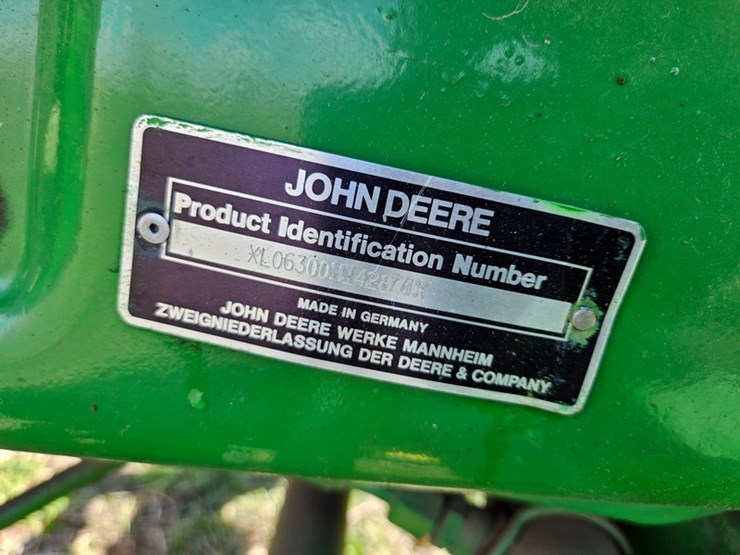 JOHN DEERE
Product Identification Number
MADE IN GERMANY
JOHN DEERE WERKE MANNHEIM
ZWEIGNIEDERLASSUNG DER DEERE & COMPANY